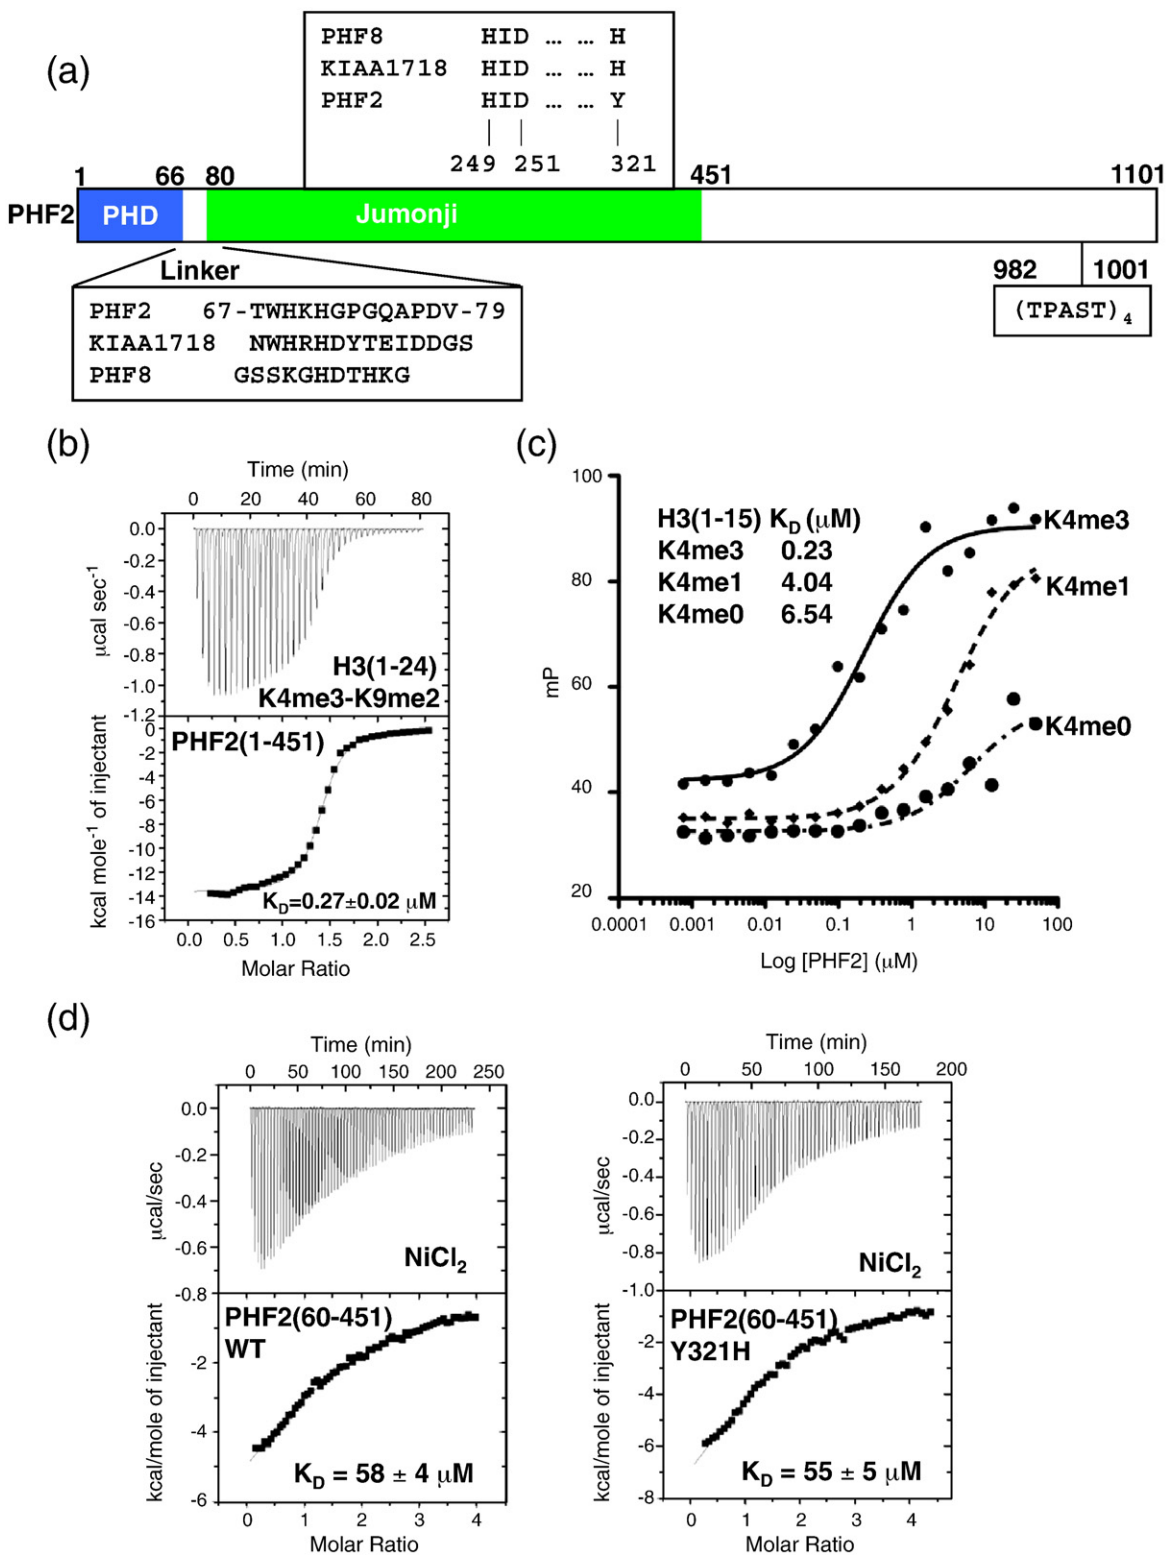 (a)
PHF8 HID ... ... H
KIAA1718 HID ... ... H
PHF2 HID ... ... Y
249 251 321
1 66 80 451 1101
PHF2 PHD Jumonji
Linker
PHF2 67-TWHKHGPGQAPDV-79
KIAA1718 NWHRHDYTEIDDGS
PHF8 GSSKGHDTHKG
982 1001
(TPAST)4
(b)
Time (min)
0 20 40 60 80
0.0
-0.2
-0.4
-0.6
-0.8
-1.0
-1.2
μcal sec-1
H3(1-24)
K4me3-K9me2
PHF2(1-451)
0
-2
-4
-6
-8
-10
-12
-14
-16
kcal mole-1 of injectant
KD=0.27±0.02 μM
0.0 0.5 1.0 1.5 2.0 2.5
Molar Ratio
(c)
100
80
60
40
20
mP
H3(1-15) KD (μM)
K4me3 0.23
K4me1 4.04
K4me0 6.54
K4me3
K4me1
K4me0
0.0001 0.001 0.01 0.1 1 10 100
Log [PHF2] (μM)
(d)
Time (min)
0 50 100 150 200 250
0.0
-0.2
-0.4
-0.6
-0.8
μcal/sec
NiCl2
PHF2(60-451)
WT
-2
-4
-6
kcal/mole of injectant
KD = 58 ± 4 μM
0 1 2 3 4
Molar Ratio
Time (min)
0 50 100 150 200
0.0
-0.2
-0.4
-0.6
-0.8
-1.0
μcal/sec
NiCl2
PHF2(60-451)
Y321H
-2
-4
-6
-8
kcal/mole of injectant
KD = 55 ± 5 μM
0 1 2 3 4
Molar Ratio